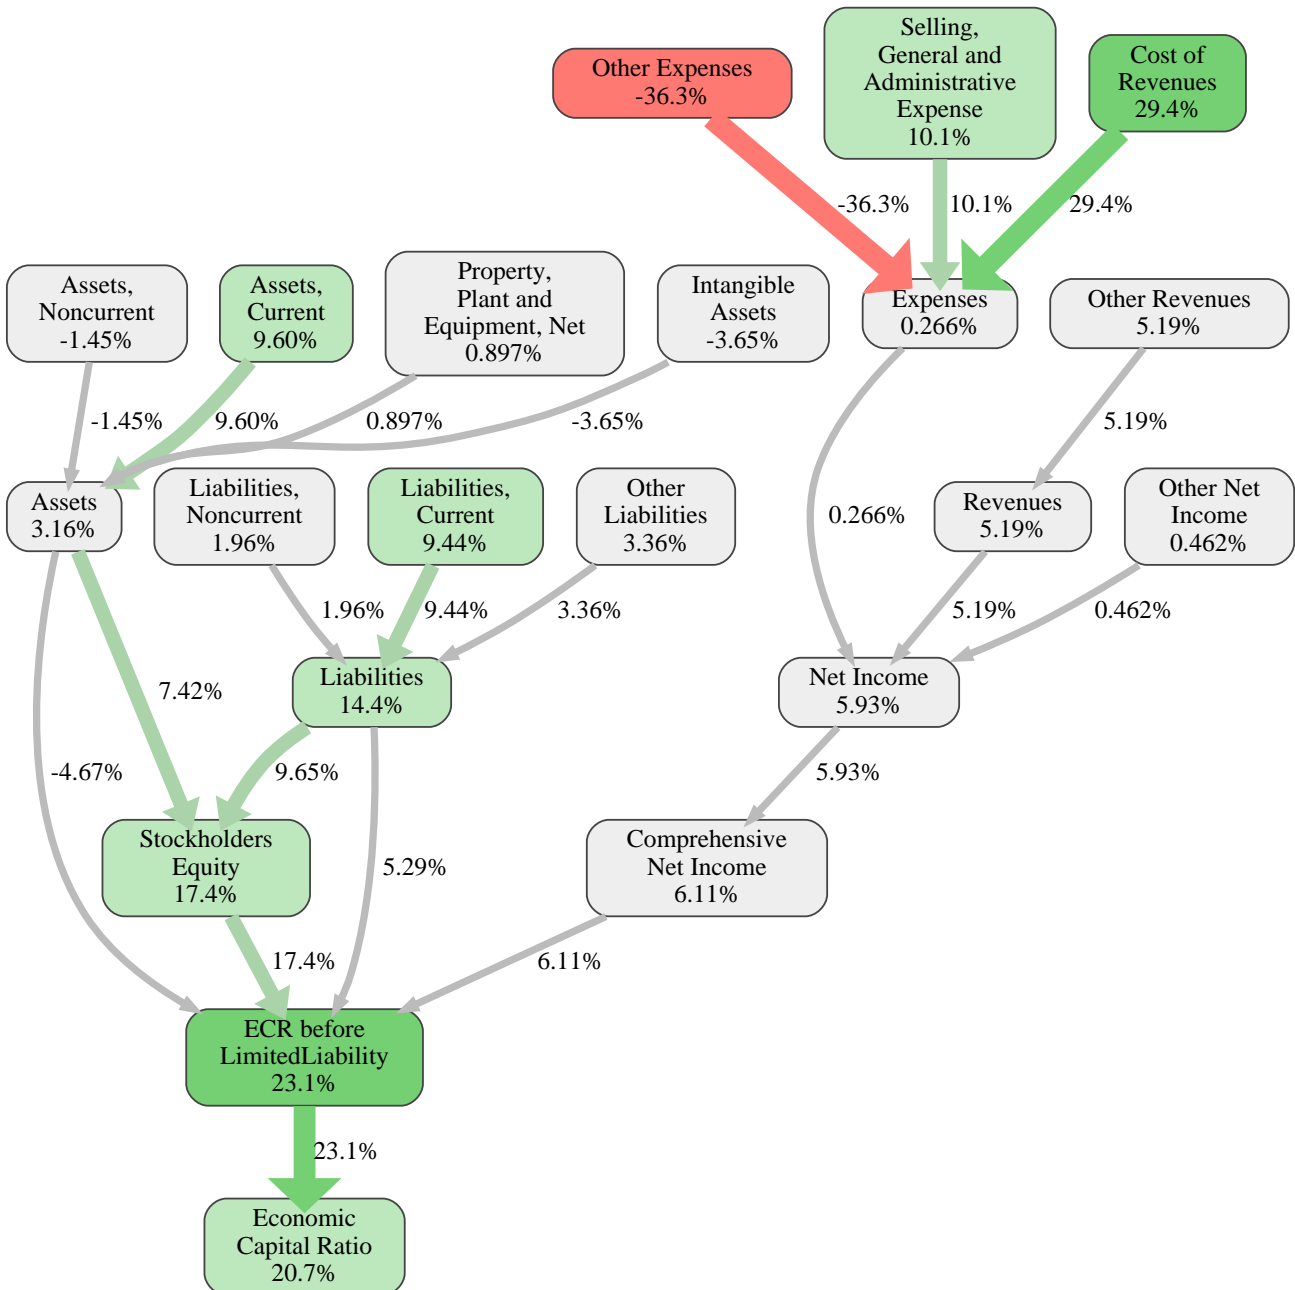 Selling,
General and
Administrative
Expense
10.1%
Other Expenses
-36.3%
Cost of
Revenues
29.4%
-36.3%
10.1%
29.4%
Assets,
Noncurrent
-1.45%
Assets,
Current
9.60%
Property,
Plant and
Equipment, Net
0.897%
Intangible
Assets
-3.65%
Expenses
0.266%
Other Revenues
5.19%
-1.45%
9.60%
0.897%
-3.65%
5.19%
Assets
3.16%
Liabilities,
Noncurrent
1.96%
Liabilities,
Current
9.44%
Other
Liabilities
3.36%
0.266%
Revenues
5.19%
Other Net
Income
0.462%
1.96%
9.44%
3.36%
5.19%
0.462%
7.42%
Liabilities
14.4%
Net Income
5.93%
-4.67%
9.65%
5.93%
Stockholders
Equity
17.4%
5.29%
Comprehensive
Net Income
6.11%
17.4%
6.11%
ECR before
LimitedLiability
23.1%
23.1%
Economic
Capital Ratio
20.7%